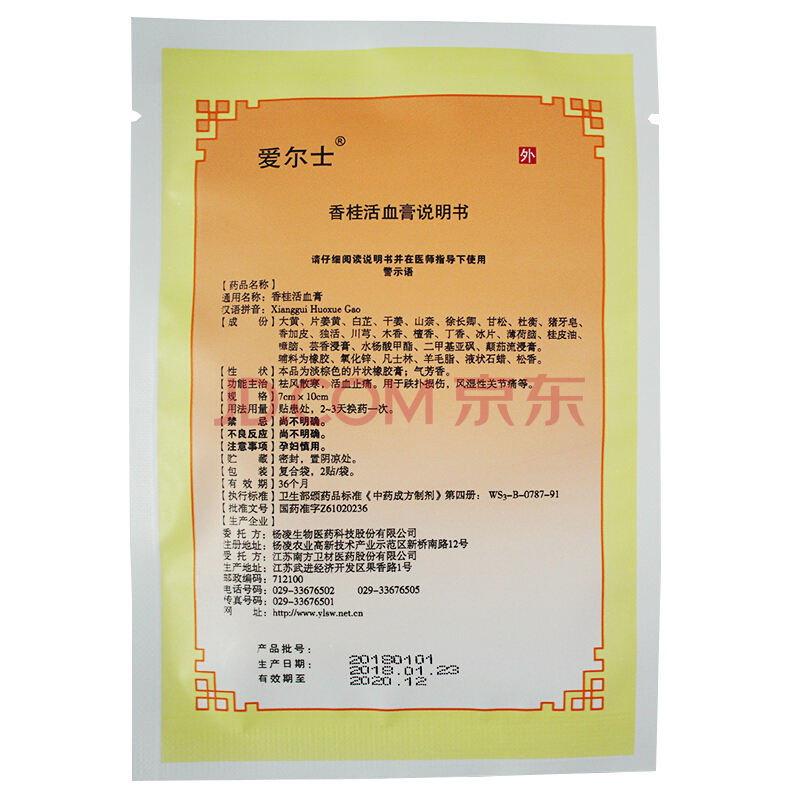 爱尔士®
外
香桂活血膏说明书
请仔细阅读说明书并在医师指导下使用
警示语
【药品名称】
通用名称：香桂活血膏
汉语拼音：Xianggui Huoxue Gao
【成 份】大黄、片姜黄、白芷、干姜、山奈、徐长卿、甘松、杜衡、猪牙皂、
香加皮、独活、川芎、木香、檀香、丁香、冰片、薄荷脑、桂皮油、
樟脑、芸香浸膏、水杨酸甲酯、二甲基亚砜、颠茄流浸膏。
辅料为橡胶、氧化锌、凡士林、羊毛脂、液状石蜡、松香。
【性 状】本品为淡棕色的片状橡胶膏；气芳香。
【功能主治】祛风散寒，活血止痛。用于跌扑损伤，风湿性关节痛等。
【规 格】7cm×10cm
【用法用量】贴患处，2~3天换药一次。
【禁 忌】尚不明确。
【不良反应】尚不明确。
【注意事项】孕妇慎用。
【贮 藏】密封，置阴凉处。
【包 装】复合袋，2贴/袋。
【有 效 期】36个月
【执行标准】卫生部颁药品标准《中药成方制剂》第四册：WS3-B-0787-91
【批准文号】国药准字Z61020236
【生产企业】
委 托 方：杨凌生物医药科技股份有限公司
注册地址：杨凌农业高新技术产业示范区新桥南路12号
受 托 方：江苏南方卫材医药股份有限公司
生产地址：江苏武进经济开发区果香路1号
邮政编码：712100
电话号码：029-33676502 029-33676505
传真号码：029-33676501
网 址：http://www.ylsw.net.cn
产品批号： 20180101
生产日期： 2018.01.23
有效期至 2020.12
JD.COM 京东